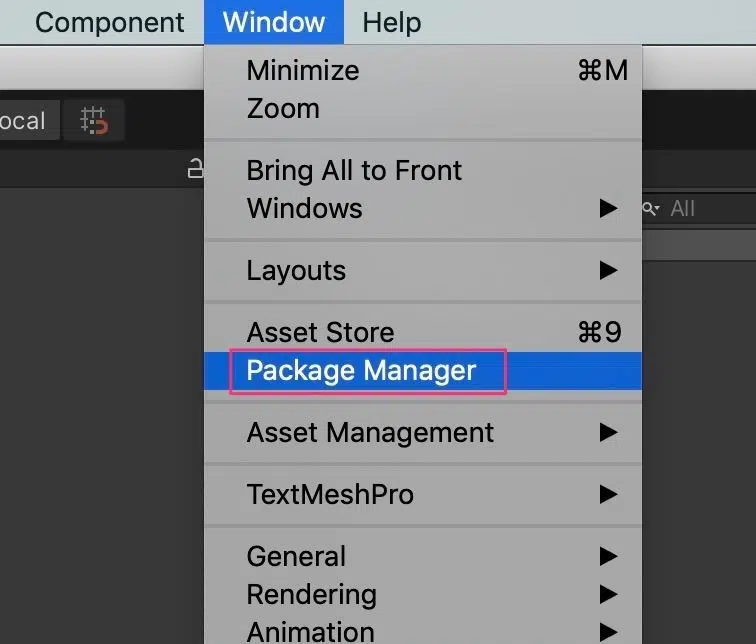 Component Window Help
Minimize ⌘M
Zoom
ocal
Bring All to Front
Windows
All
Layouts
Asset Store ⌘9
Package Manager
Asset Management
TextMeshPro
General
Rendering
Animation